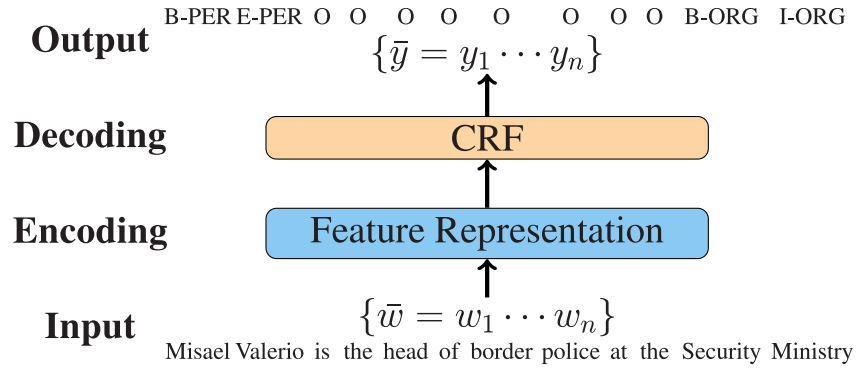 B-PER E-PER O O O O O O O O B-ORG I-ORG
Output
{ȳ = y₁ ⋯ yₙ}
Decoding
CRF
Encoding
Feature Representation
{w̄ = w₁ ⋯ wₙ}
Input
Misael Valerio is the head of border police at the Security Ministry